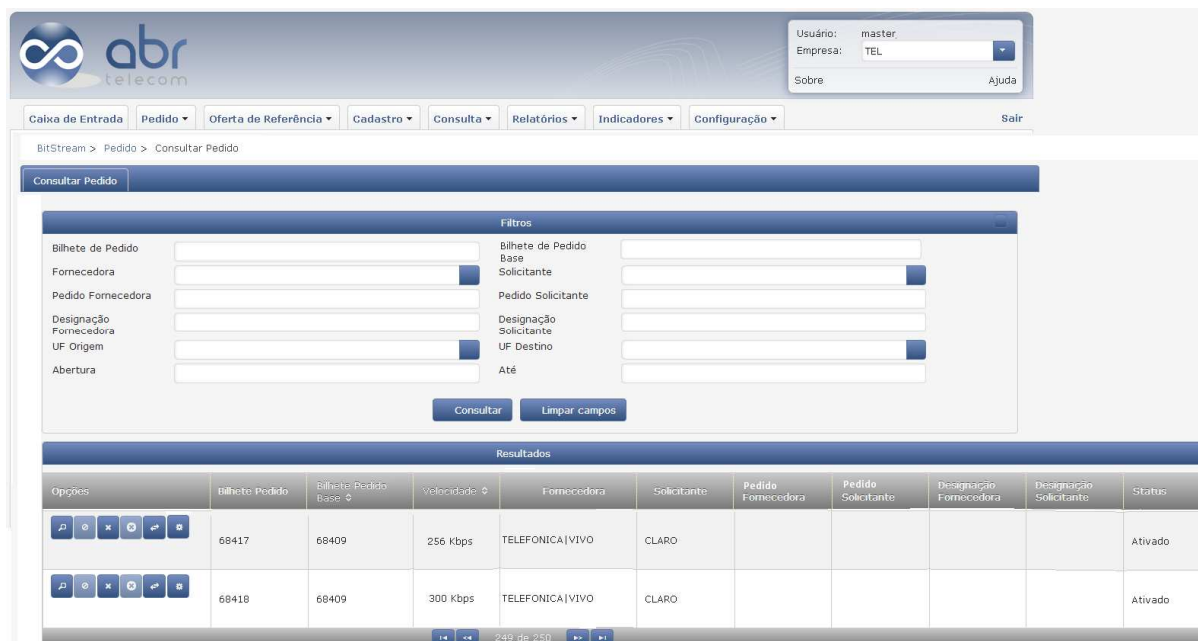 abr
telecom
Usuário: master
Empresa: TEL
Sobre Ajuda
Caixa de Entrada Pedido Oferta de Referência Cadastro Consulta Relatórios Indicadores Configuração Sair
BitStream > Pedido > Consultar Pedido
Consultar Pedido
Filtros
Bilhete de Pedido Bilhete de Pedido Base
Fornecedora Solicitante
Pedido Fornecedora Pedido Solicitante
Designação Fornecedora Designação Solicitante
UF Origem UF Destino
Abertura Até
Consultar Limpar campos
Resultados
Opções Bilhete Pedido Bilhete Pedido Base Velocidade Fornecedora Solicitante Pedido Fornecedora Pedido Solicitante Designação Fornecedora Designação Solicitante Status
68417 68409 256 Kbps TELEFONICA|VIVO CLARO Ativado
68418 68409 300 Kbps TELEFONICA|VIVO CLARO Ativado
249 de 250